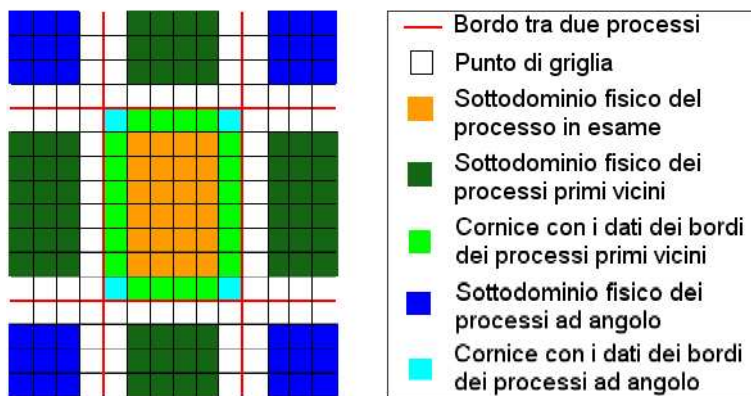 Bordo tra due processi
Punto di griglia
Sottodominio fisico del
processo in esame
Sottodominio fisico dei
processi primi vicini
Cornice con i dati dei bordi
dei processi primi vicini
Sottodominio fisico dei
processi ad angolo
Cornice con i dati dei bordi
dei processi ad angolo